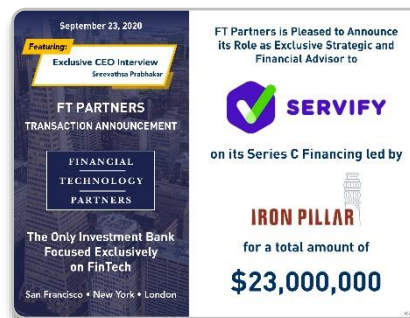 September 23, 2020
Featuring:
Exclusive CEO Interview
Sreevathsa Prabhakar
FT PARTNERS
TRANSACTION ANNOUNCEMENT
FINANCIAL
TECHNOLOGY
PARTNERS
The Only Investment Bank
Focused Exclusively
on FinTech
San Francisco • New York • London
FT Partners is Pleased to Announce
its Role as Exclusive Strategic and
Financial Advisor to
SERVIFY
on its Series C Financing led by
IRON PILLAR
for a total amount of
$23,000,000